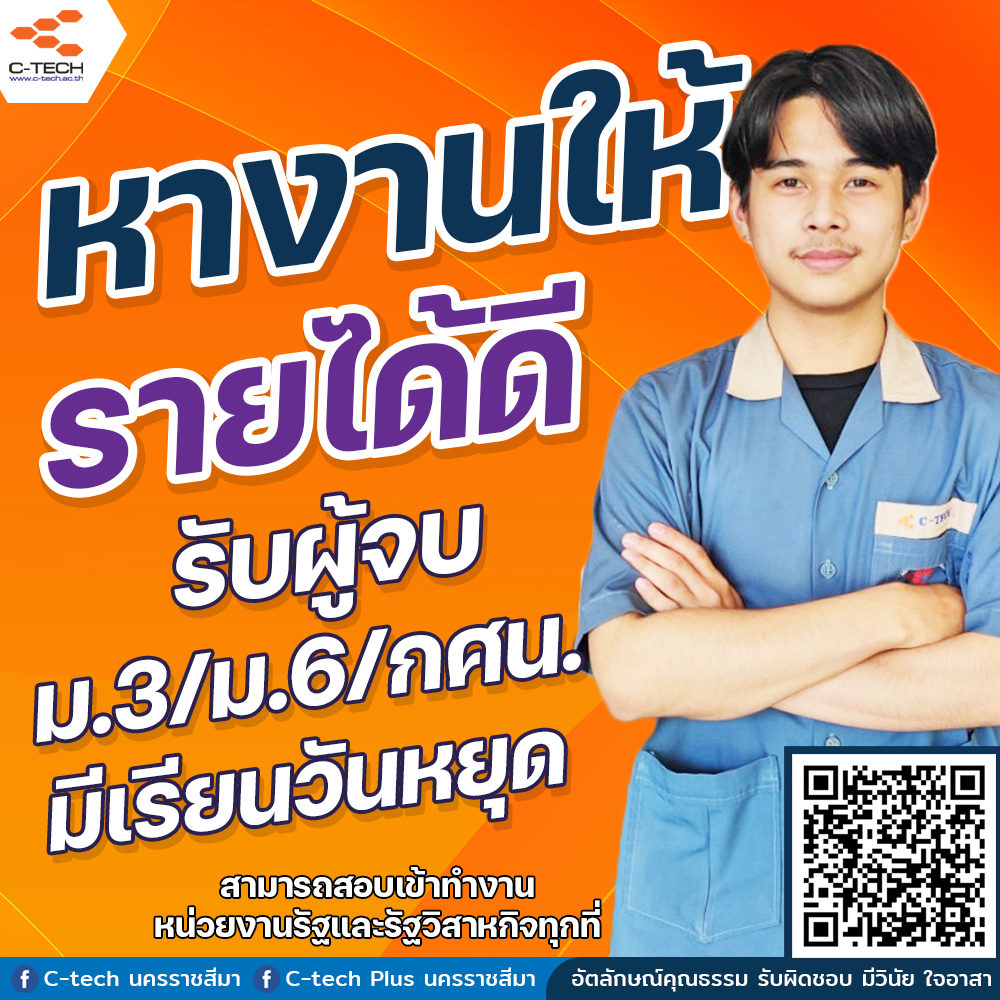 C-TECH
www.c-tech.ac.th
หางานให้
รายได้ดี
รับผู้จบ
ม.3/ม.6/กศน.
มีเรียนวันหยุด
C-TECH
สามารถสอบเข้าทำงาน
หน่วยงานรัฐและรัฐวิสาหกิจทุกที่
C-tech นครราชสีมา
C-tech Plus นครราชสีมา
อัตลักษณ์คุณธรรม รับผิดชอบ มีวินัย ใจอาสา